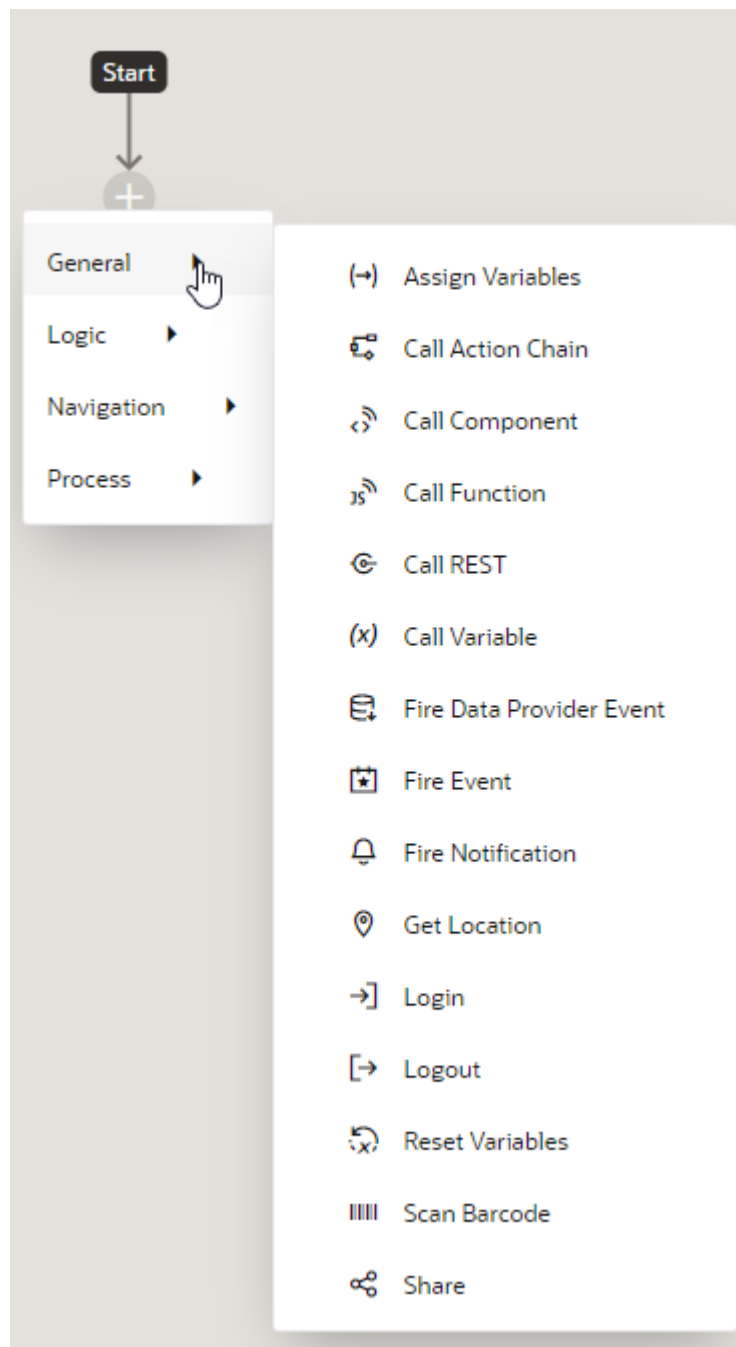 Start
General
Logic
Navigation
Process
(→) Assign Variables
Call Action Chain
<> Call Component
JS Call Function
Call REST
(x) Call Variable
Fire Data Provider Event
Fire Event
Fire Notification
Get Location
Login
Logout
x Reset Variables
Scan Barcode
Share